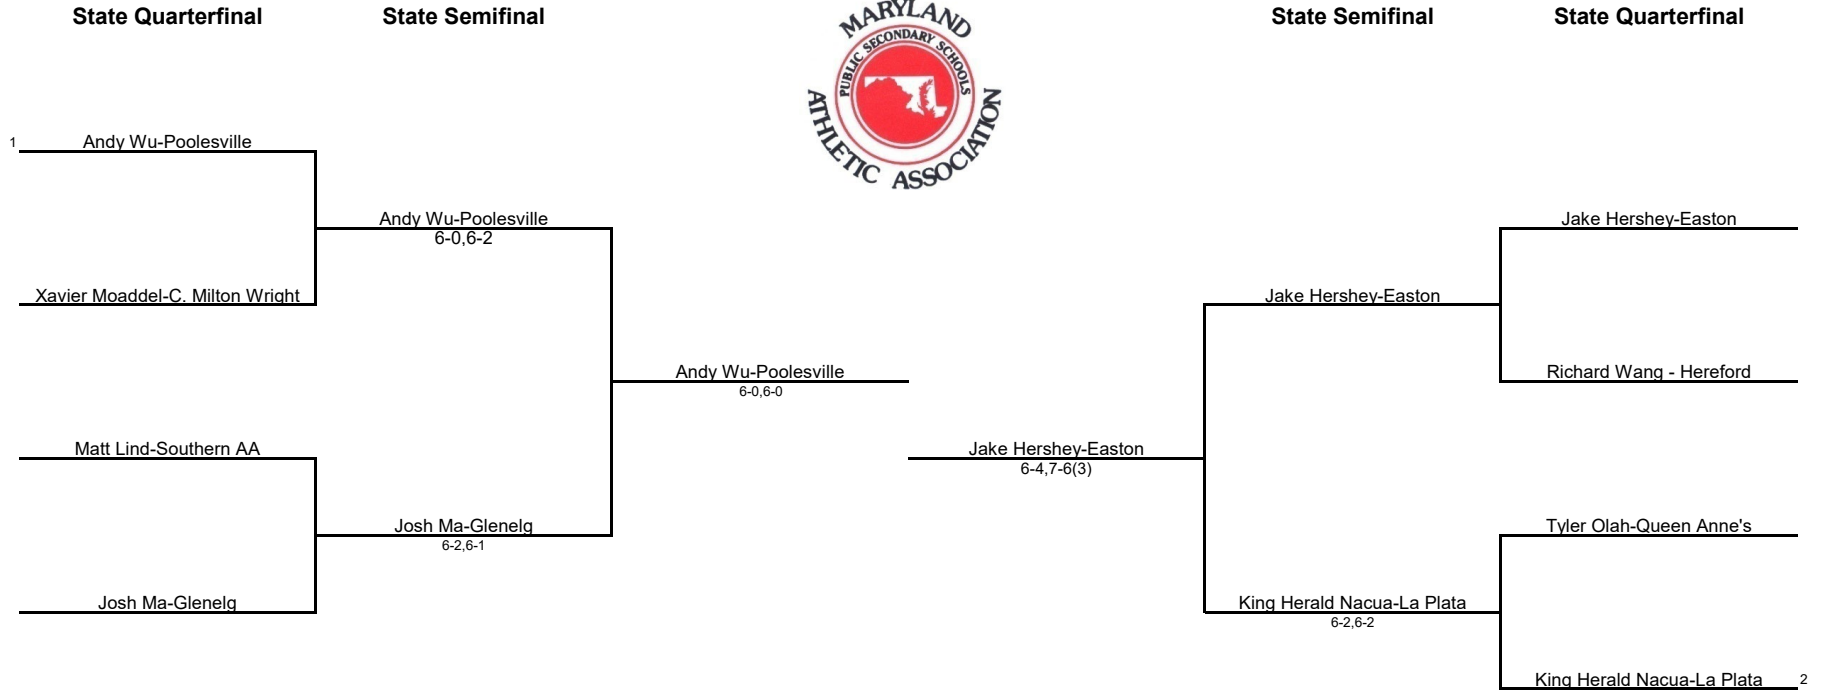 State Quarterfinal
State Semifinal
MARYLAND
PUBLIC SECONDARY SCHOOLS
ATHLETIC ASSOCIATION
State Semifinal
State Quarterfinal
1
Andy Wu-Poolesville
Xavier Moaddel-C. Milton Wright
Matt Lind-Southern AA
Josh Ma-Glenelg
Andy Wu-Poolesville
6-0,6-2
Josh Ma-Glenelg
6-2,6-1
Andy Wu-Poolesville
6-0,6-0
Jake Hershey-Easton
6-4,7-6(3)
Jake Hershey-Easton
King Herald Nacua-La Plata
6-2,6-2
Jake Hershey-Easton
Richard Wang - Hereford
Tyler Olah-Queen Anne's
King Herald Nacua-La Plata
2